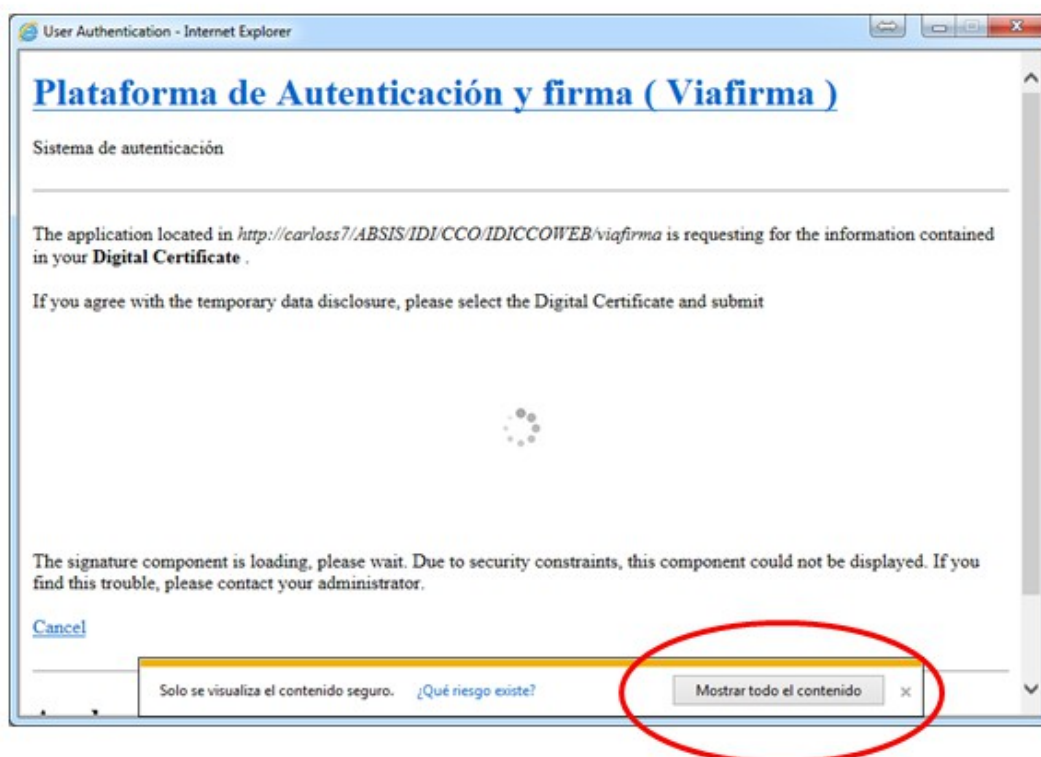 User Authentication - Internet Explorer
Plataforma de Autenticación y firma ( Viafirma )
Sistema de autenticación
The application located in http://carloss7/ABSIS/IDI/CCO/IDICCOWEB/viafirma is requesting for the information contained
in your Digital Certificate .
If you agree with the temporary data disclosure, please select the Digital Certificate and submit
The signature component is loading, please wait. Due to security constraints, this component could not be displayed. If you
find this trouble, please contact your administrator.
Cancel
Solo se visualiza el contenido seguro. ¿Qué riesgo existe? Mostrar todo el contenido